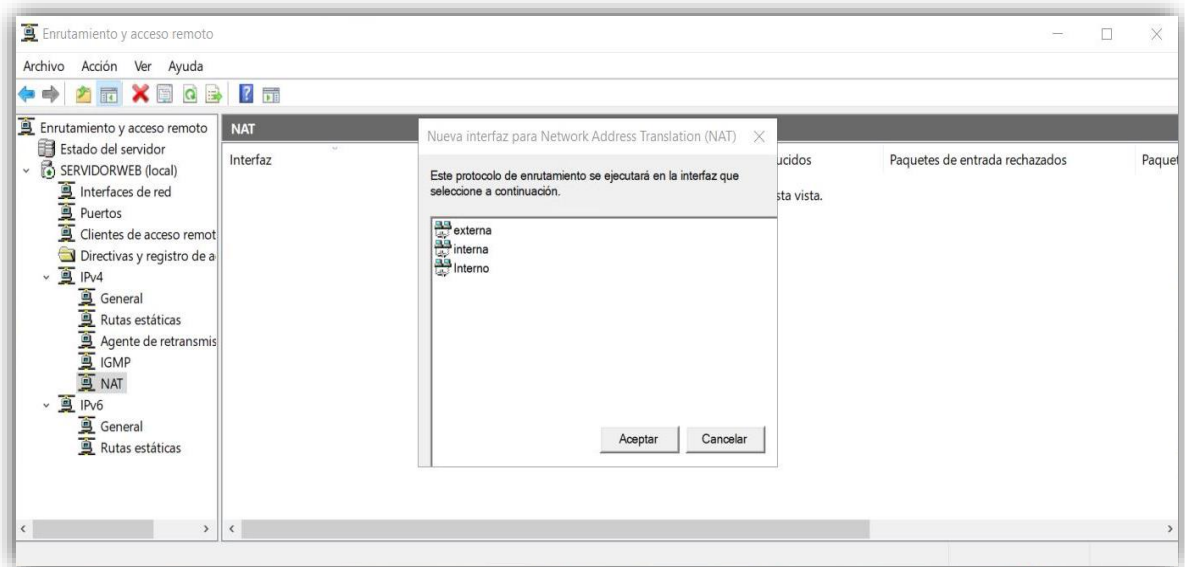 Enrutamiento y acceso remoto
Archivo Acción Ver Ayuda
Enrutamiento y acceso remoto
Estado del servidor
SERVIDORWEB (local)
Interfaces de red
Puertos
Clientes de acceso remot
Directivas y registro de a
IPv4
General
Rutas estáticas
Agente de retransmis
IGMP
NAT
IPv6
General
Rutas estáticas
NAT
Interfaz ucidos Paquetes de entrada rechazados Paquet
sta vista.
Nueva interfaz para Network Address Translation (NAT)
Este protocolo de enrutamiento se ejecutará en la interfaz que
seleccione a continuación.
externa
interna
Interno
Aceptar Cancelar